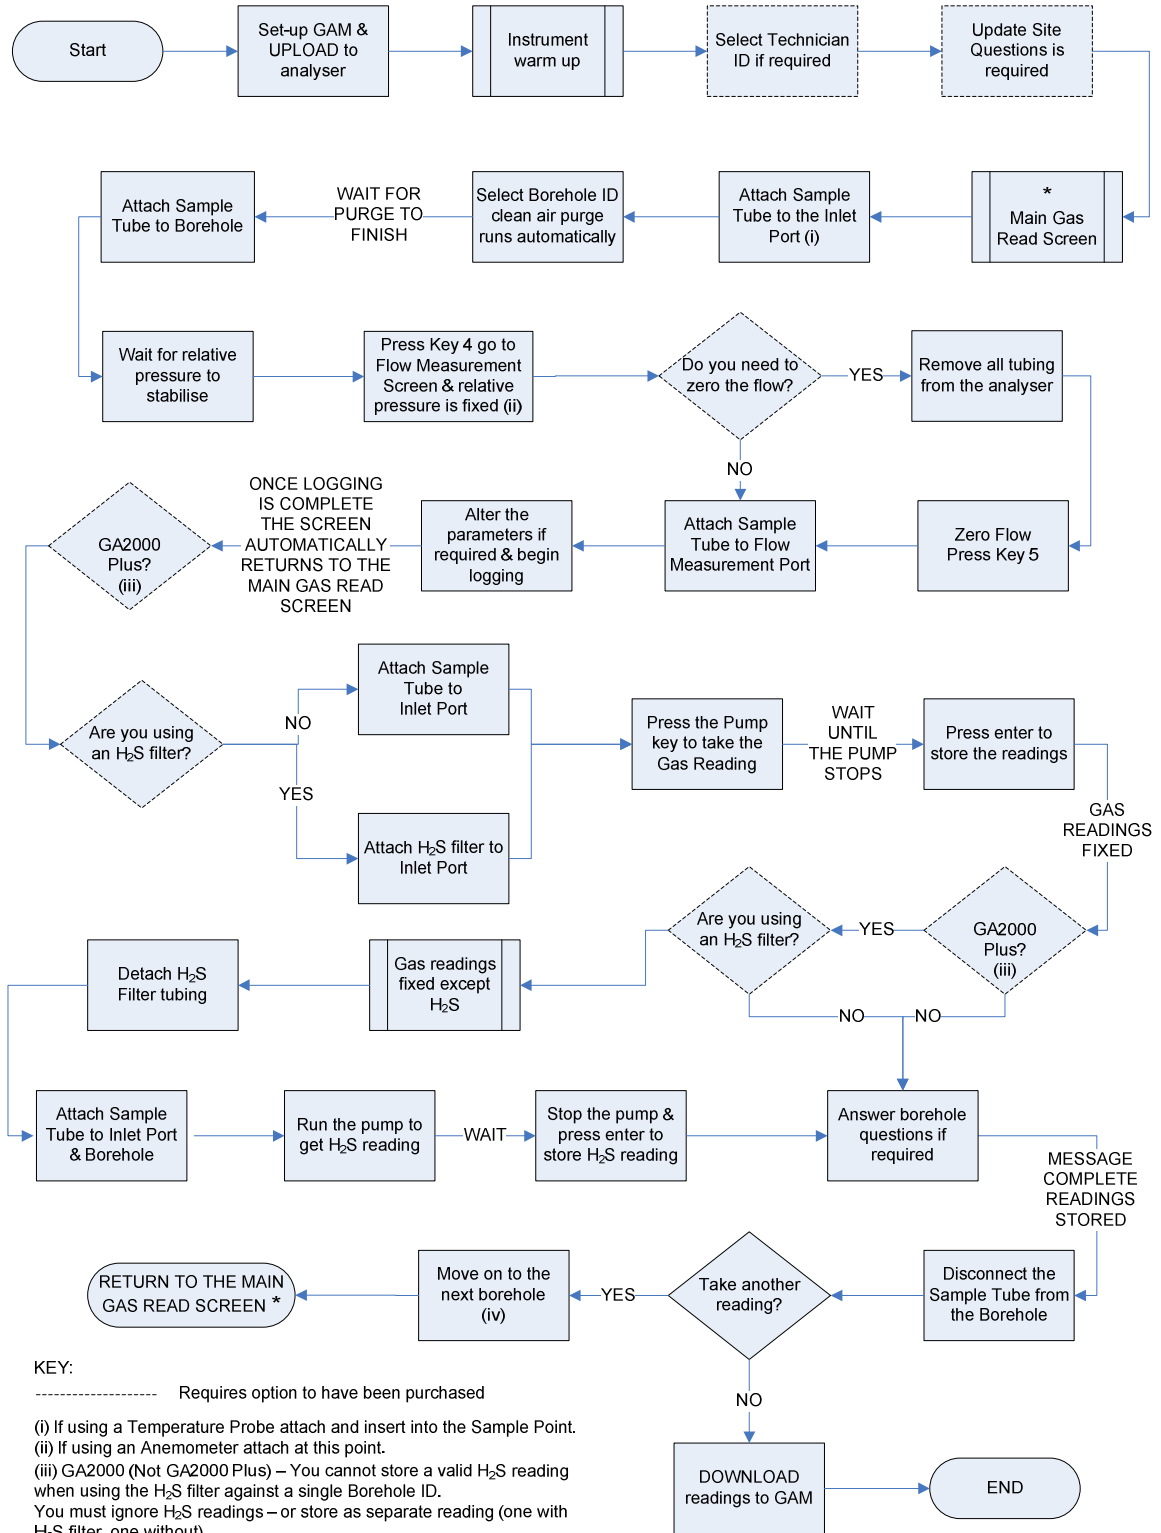 Start
Set-up GAM &
UPLOAD to
analyser
Instrument
warm up
Select Technician
ID if required
Update Site
Questions is
required
*
Main Gas
Read Screen
Attach Sample
Tube to the Inlet
Port (i)
Select Borehole ID
clean air purge
runs automatically
WAIT FOR
PURGE TO
FINISH
Attach Sample
Tube to Borehole
Wait for relative
pressure to
stabilise
Press Key 4 go to
Flow Measurement
Screen & relative
pressure is fixed (ii)
Do you need to
zero the flow?
YES
Remove all tubing
from the analyser
NO
Zero Flow
Press Key 5
Attach Sample
Tube to Flow
Measurement Port
Alter the
parameters if
required & begin
logging
ONCE LOGGING
IS COMPLETE
THE SCREEN
AUTOMATICALLY
RETURNS TO THE
MAIN GAS READ
SCREEN
GA2000
Plus?
(iii)
Are you using
an H2S filter?
NO
Attach Sample
Tube to
Inlet Port
YES
Attach H2S filter to
Inlet Port
Press the Pump
key to take the
Gas Reading
WAIT
UNTIL
THE PUMP
STOPS
Press enter to
store the readings
GAS
READINGS
FIXED
GA2000
Plus?
(iii)
YES
Are you using
an H2S filter?
NO
NO
Gas readings
fixed except
H2S
Detach H2S
Filter tubing
Attach Sample
Tube to Inlet Port
& Borehole
Run the pump to
get H2S reading
WAIT
Stop the pump &
press enter to
store H2S reading
Answer borehole
questions if
required
MESSAGE
COMPLETE
READINGS
STORED
Disconnect the
Sample Tube from
the Borehole
Take another
reading?
YES
Move on to the
next borehole
(iv)
RETURN TO THE MAIN
GAS READ SCREEN *
NO
DOWNLOAD
readings to GAM
END
KEY:
-------------------- Requires option to have been purchased
(i) If using a Temperature Probe attach and insert into the Sample Point.
(ii) If using an Anemometer attach at this point.
(iii) GA2000 (Not GA2000 Plus) – You cannot store a valid H2S reading
when using the H2S filter against a single Borehole ID.
You must ignore H2S readings – or store as separate reading (one with
H2S filter, one without)